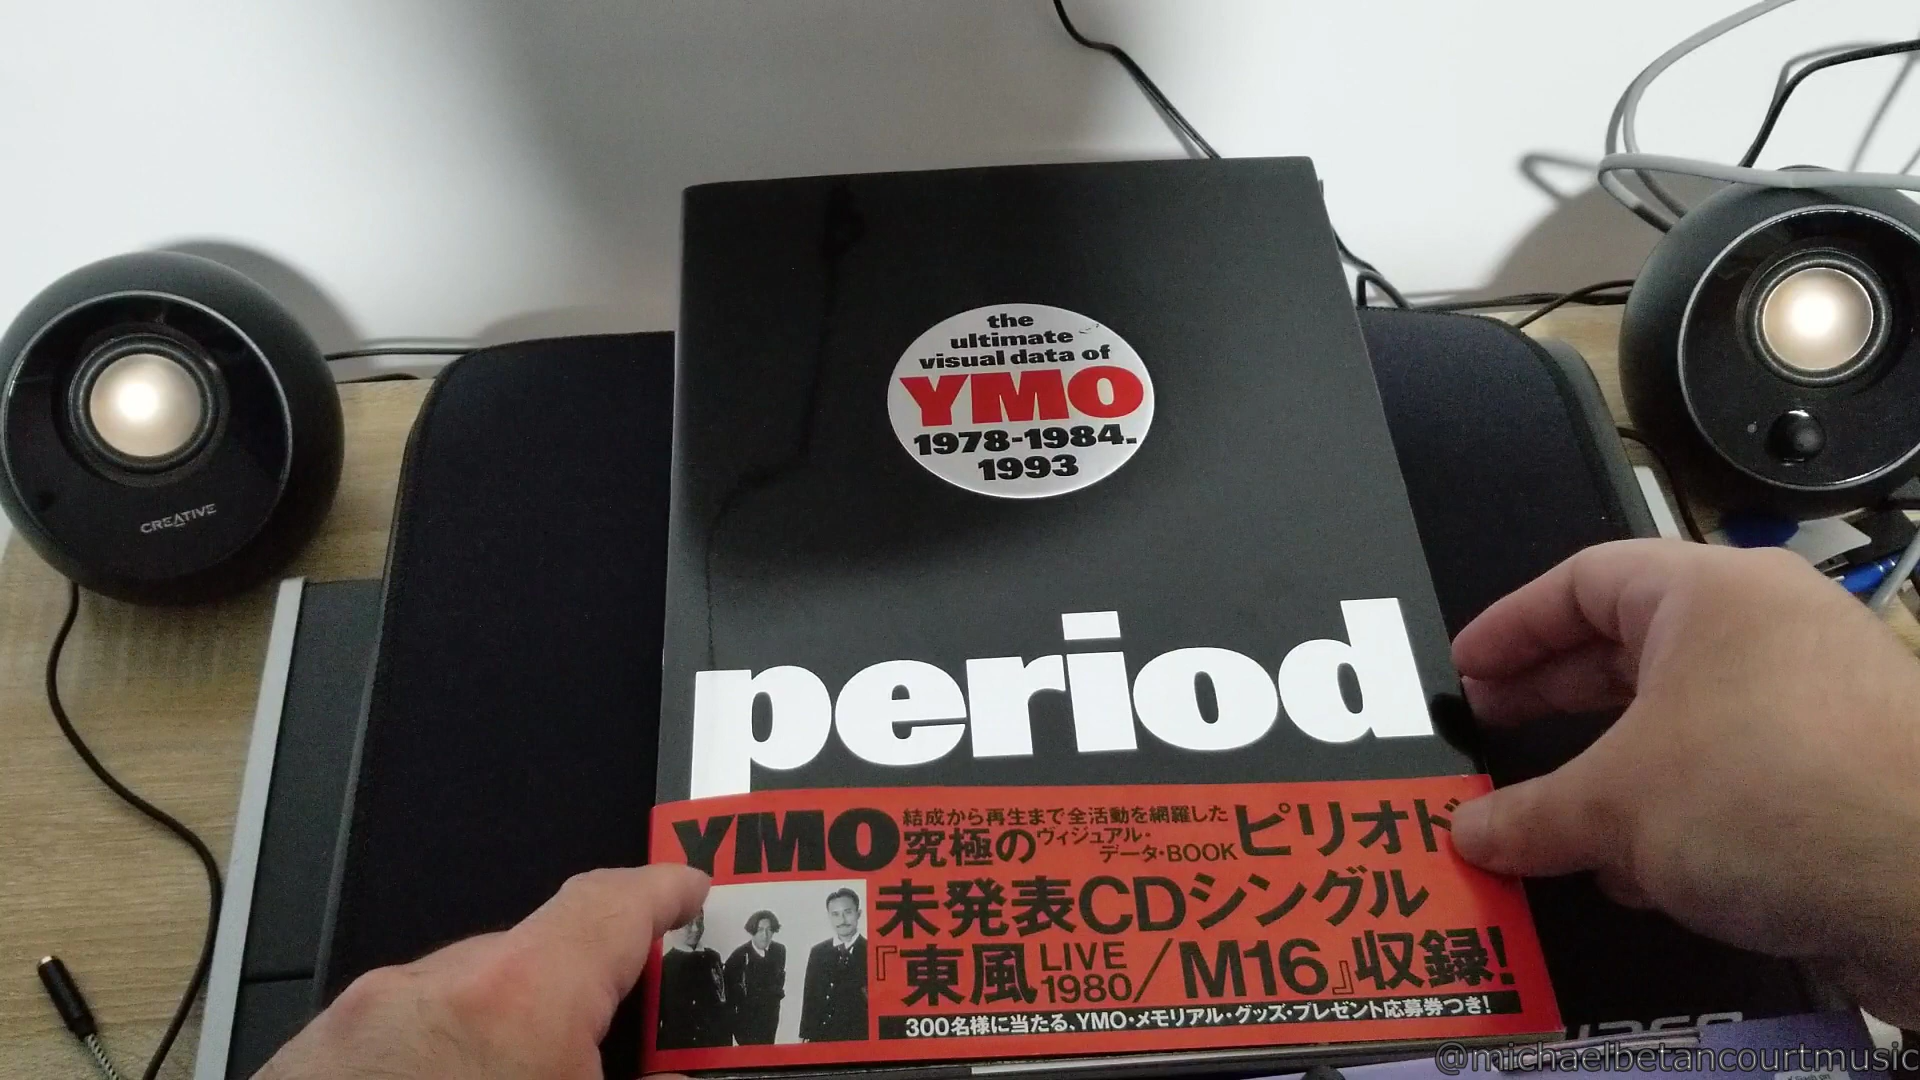 the
ultimate
visual data of
YMO
1978-1984.
1993
CREATIVE
period
YMO
結成から再生まで全活動を網羅した
究極のヴィジュアル・データ・BOOK
ピリオド
未発表CDシングル
『東風LIVE 1980/M16』収録!
300名様に当たる、YMO・メモリアル・グッズ・プレゼント応募券つき!
@michaelbetancourtmusic